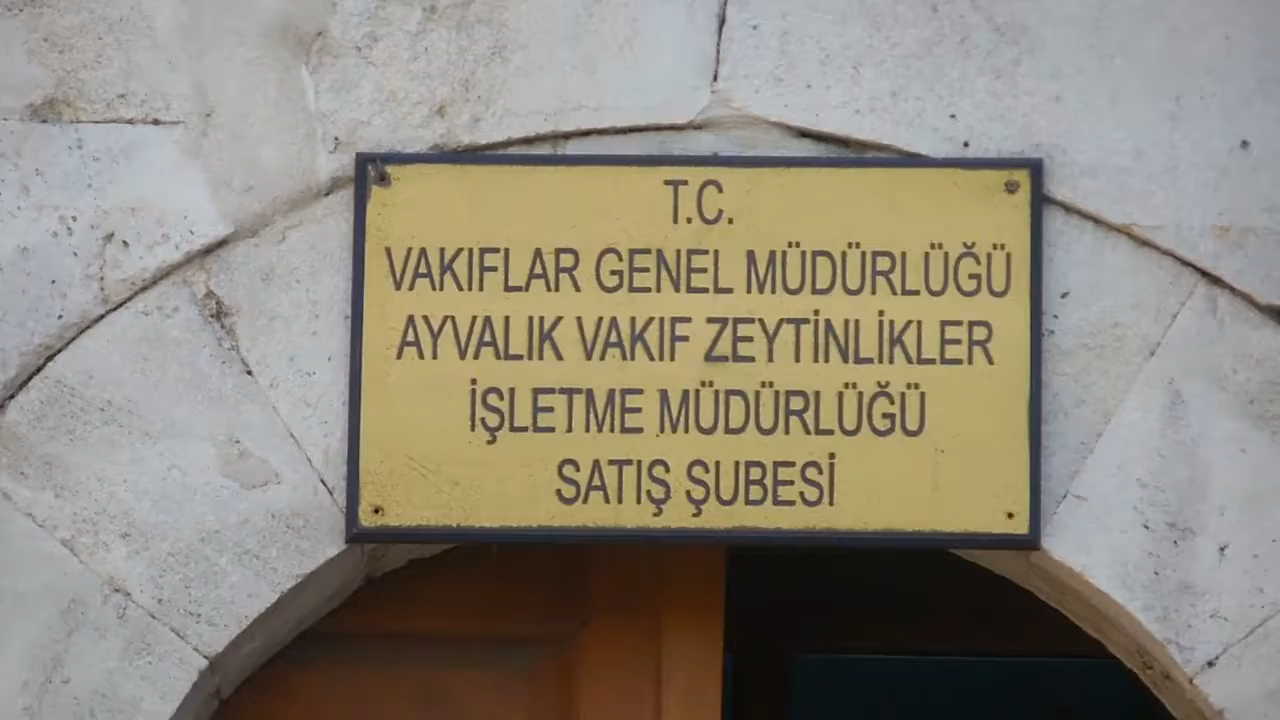 T.C.
VAKIFLAR GENEL MÜDÜRLÜĞÜ
AYVALIK VAKIF ZEYTİNLİKLER
İŞLETME MÜDÜRLÜĞÜ
SATIŞ ŞUBESİ